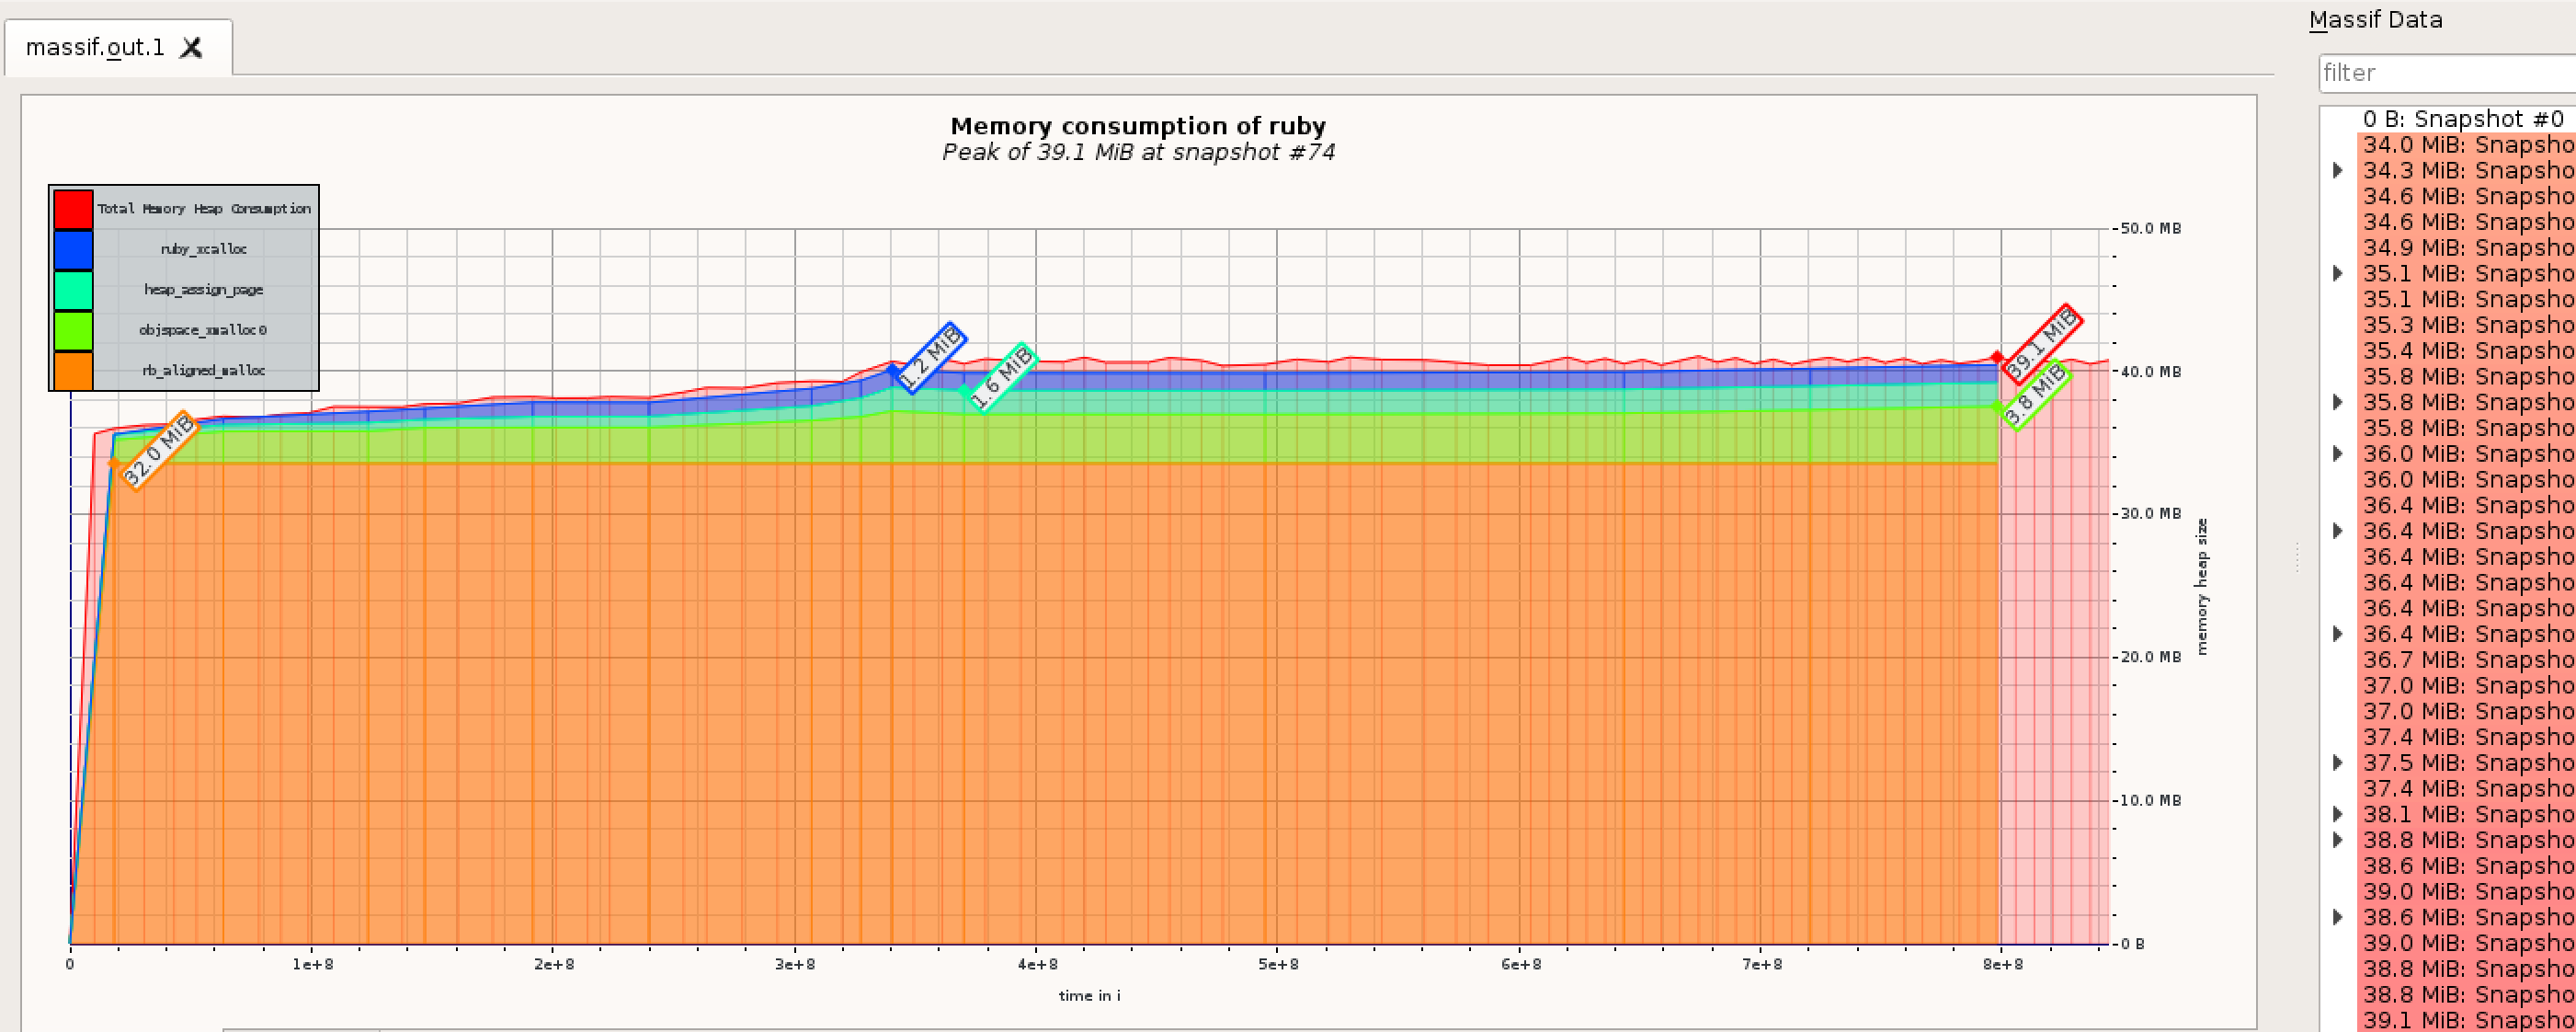 massif.out.1
Memory consumption of ruby
Peak of 39.1 MiB at snapshot #74
Total Memory Heap Consumption
ruby_xcalloc
heap_assign_page
objspace_xmalloc0
rb_aligned_malloc
32.0 MiB
1.2 MiB
1.6 MiB
39.1 MiB
3.8 MiB
50.0 MB
40.0 MB
30.0 MB
20.0 MB
10.0 MB
0 B
memory heap size
0
1e+8
2e+8
3e+8
4e+8
5e+8
6e+8
7e+8
8e+8
time in i
Massif Data
filter
0 B: Snapshot #0
34.0 MiB: Snapsho
34.3 MiB: Snapsho
34.6 MiB: Snapsho
34.6 MiB: Snapsho
34.9 MiB: Snapsho
35.1 MiB: Snapsho
35.1 MiB: Snapsho
35.3 MiB: Snapsho
35.4 MiB: Snapsho
35.8 MiB: Snapsho
35.8 MiB: Snapsho
35.8 MiB: Snapsho
36.0 MiB: Snapsho
36.0 MiB: Snapsho
36.4 MiB: Snapsho
36.4 MiB: Snapsho
36.4 MiB: Snapsho
36.4 MiB: Snapsho
36.4 MiB: Snapsho
36.4 MiB: Snapsho
36.7 MiB: Snapsho
37.0 MiB: Snapsho
37.0 MiB: Snapsho
37.4 MiB: Snapsho
37.5 MiB: Snapsho
37.4 MiB: Snapsho
38.1 MiB: Snapsho
38.8 MiB: Snapsho
38.6 MiB: Snapsho
39.0 MiB: Snapsho
38.6 MiB: Snapsho
39.0 MiB: Snapsho
38.8 MiB: Snapsho
38.8 MiB: Snapsho
39.1 MiB: Snapsho